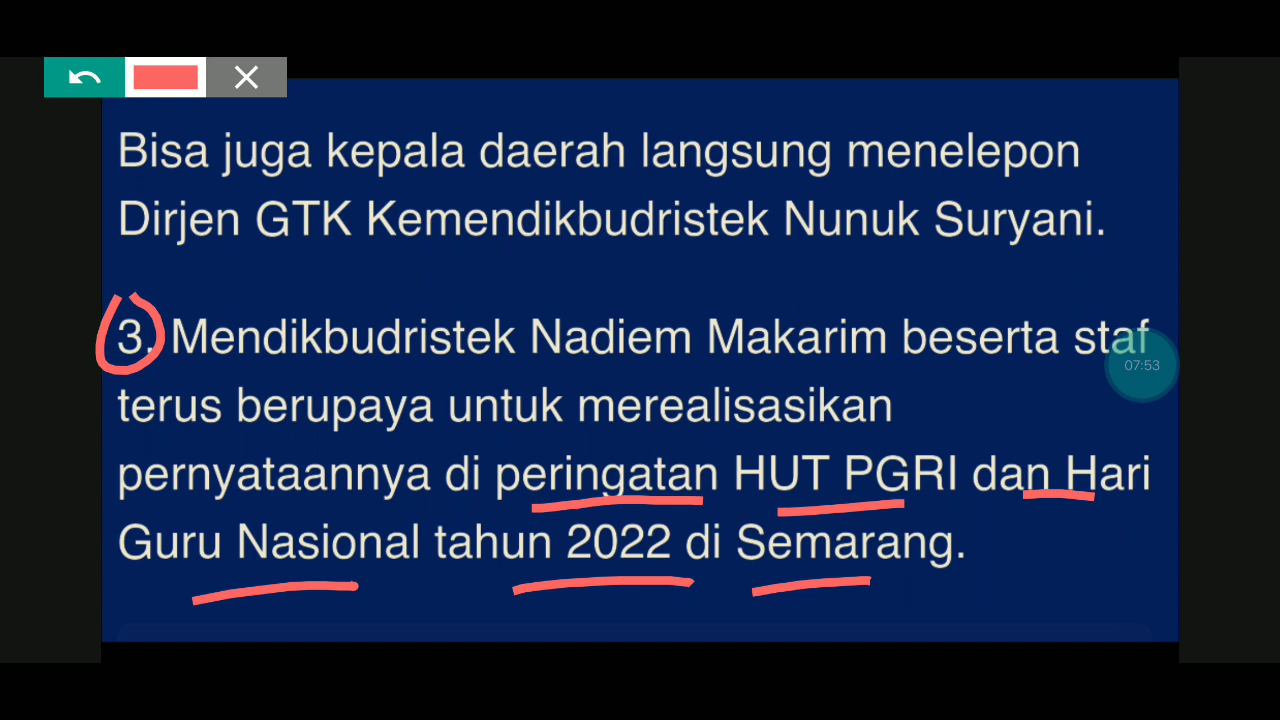 Bisa juga kepala daerah langsung menelepon
Dirjen GTK Kemendikbudristek Nunuk Suryani.
3. Mendikbudristek Nadiem Makarim beserta staf
terus berupaya untuk merealisasikan
pernyataannya di peringatan HUT PGRI dan Hari
Guru Nasional tahun 2022 di Semarang.
07:53